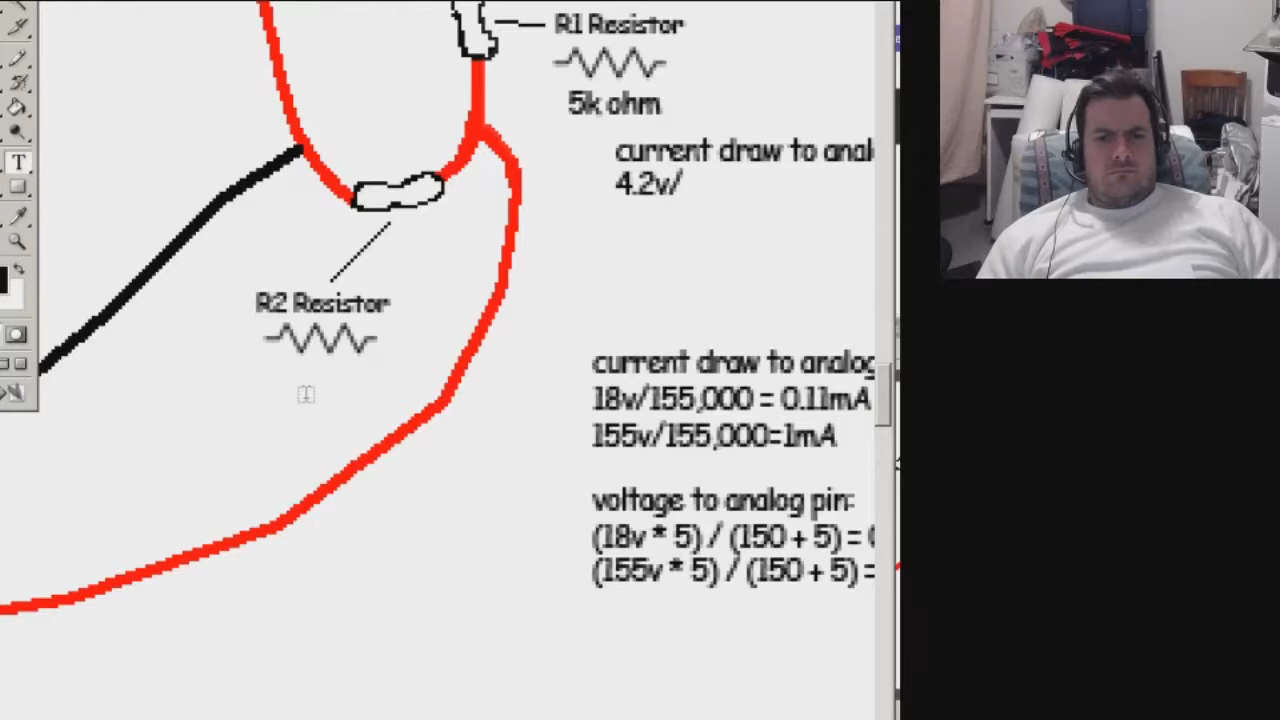 R1 Resistor
5k ohm
current draw to anal
4.2v/
R2 Resistor
current draw to analog
18v/155,000 = 0.11mA
155v/155,000=1mA
voltage to analog pin:
(18v * 5) / (150 + 5) =
(155v * 5) / (150 + 5) =
T